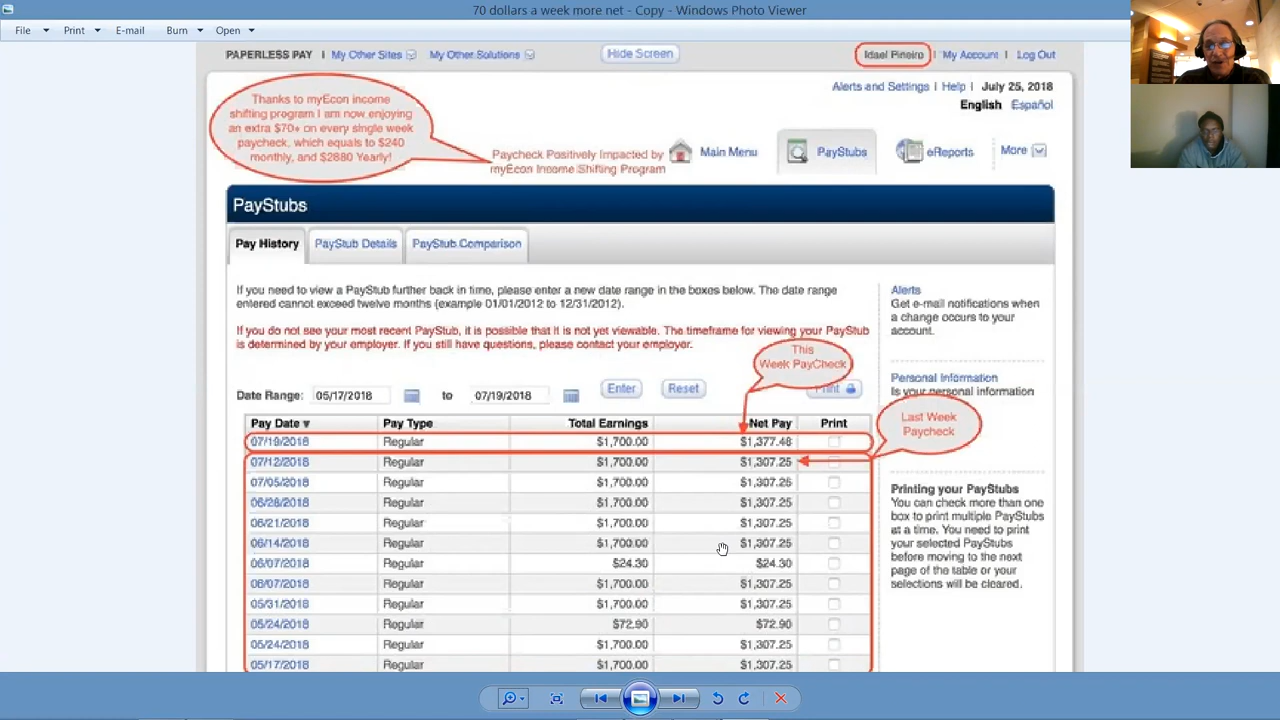 70 dollars a week more net - Copy - Windows Photo Viewer
File Print E-mail Burn Open
PAPERLESS PAY | My Other Sites My Other Solutions Hide Screen Idael Pineiro | My Account | Log Out
Alerts and Settings | Help | July 25, 2018
English Español
Thanks to myEcon income
shifting program I am now enjoying
an extra $70+ on every single week
paycheck, which equals to $240
monthly, and $2880 Yearly!
Paycheck Positively Impacted by
myEcon Income Shifting Program
Main Menu PayStubs eReports More
PayStubs
Pay History PayStub Details PayStub Comparison
If you need to view a PayStub further back in time, please enter a new date range in the boxes below. The date range
entered cannot exceed twelve months (example 01/01/2012 to 12/31/2012).
If you do not see your most recent PayStub, it is possible that it is not yet viewable. The timeframe for viewing your PayStub
is determined by your employer. If you still have questions, please contact your employer.
This
Week PayCheck
Date Range: 05/17/2018 to 07/19/2018 Enter Reset Print
Pay Date Pay Type Total Earnings Net Pay Print
07/19/2018 Regular $1,700.00 $1,377.48
07/12/2018 Regular $1,700.00 $1,307.25
07/05/2018 Regular $1,700.00 $1,307.25
06/28/2018 Regular $1,700.00 $1,307.25
06/21/2018 Regular $1,700.00 $1,307.25
06/14/2018 Regular $1,700.00 $1,307.25
06/07/2018 Regular $24.30 $24.30
06/07/2018 Regular $1,700.00 $1,307.25
05/31/2018 Regular $1,700.00 $1,307.25
05/24/2018 Regular $72.90 $72.90
05/24/2018 Regular $1,700.00 $1,307.25
05/17/2018 Regular $1,700.00 $1,307.25
Alerts
Get e-mail notifications when
a change occurs to your
account.
Personal Information
Is your personal information
Last Week
Paycheck
Printing your PayStubs
You can check more than one
box to print multiple PayStubs
at a time. You need to print
your selected PayStubs
before moving to the next
page of the table or your
selections will be cleared.